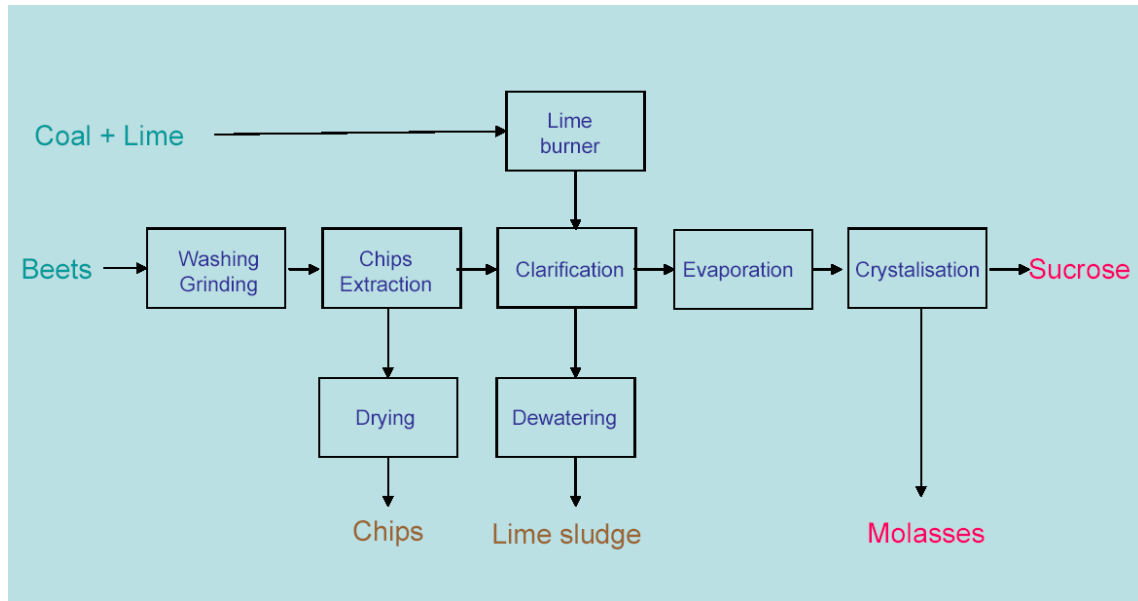 Coal + Lime
Lime
burner
Beets
Washing
Grinding
Chips
Extraction
Clarification
Evaporation
Crystalisation
Sucrose
Drying
Dewatering
Chips
Lime sludge
Molasses